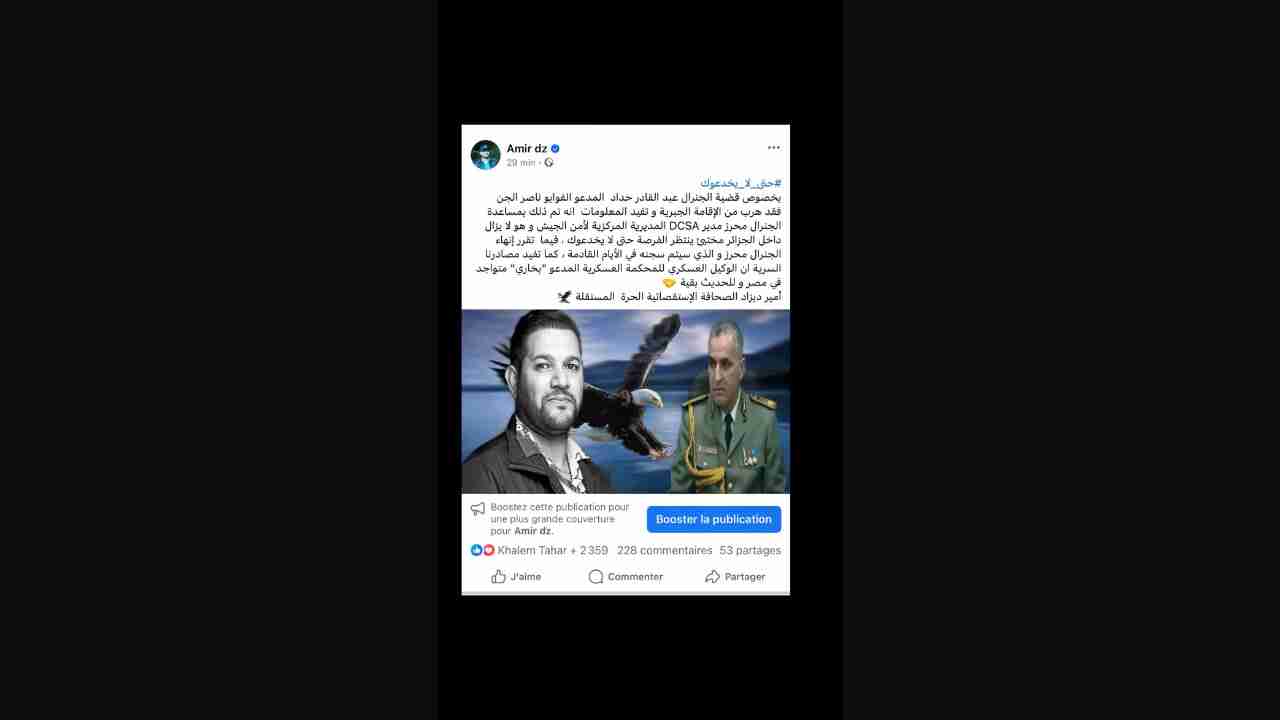 Amir dz
29 min ·
#حتى_لا_يخدعوك
بخصوص قضية الجنرال عبد القادر حداد المدعو الفوايو ناصر الجن
فقد هرب من الإقامة الجبرية و تفيد المعلومات انه تم ذلك بمساعدة
الجنرال محرز مدير DCSA المديرية المركزية لأمن الجيش و هو لا يزال
داخل الجزائر مختبئ ينتظر الفرصة حتى لا يخدعوك ، فيما تقرر إنهاء
الجنرال محرز و الذي سيتم سجنه في الأيام القادمة ، كما تفيد مصادرنا
السرية ان الوكيل العسكري للمحكمة العسكرية المدعو "بخاري" متواجد
في مصر و للحديث بقية 🤝
أمير ديزاد الصحافة الإستقصائية الحرة المستقلة 🦅
Boostez cette publication pour
une plus grande couverture
pour Amir dz.
Booster la publication
Khalem Tahar + 2 359 228 commentaires 53 partages
J'aime Commenter Partager